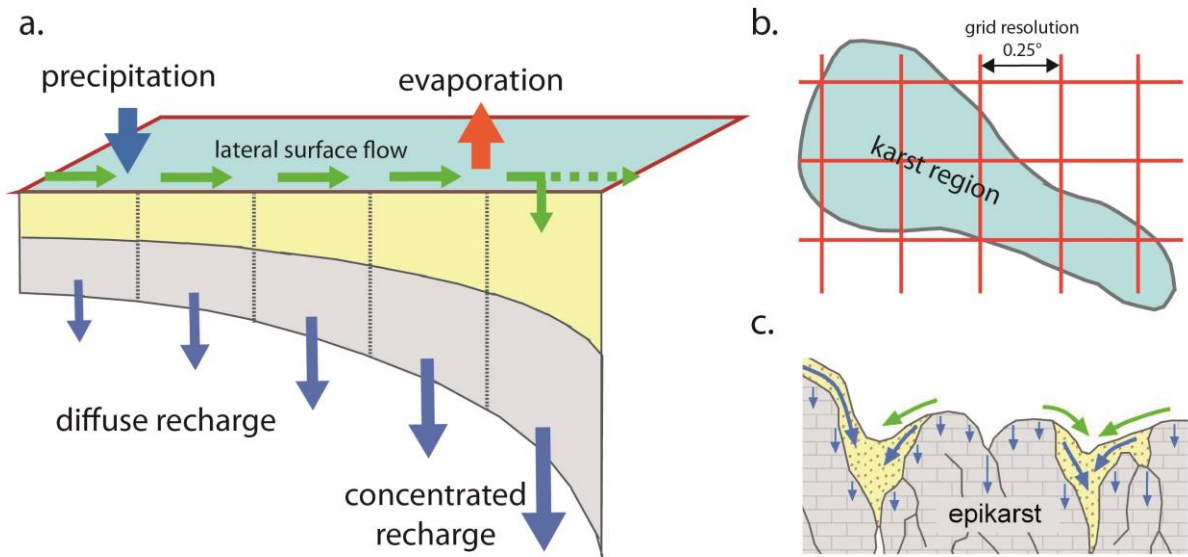 a.
precipitation
evaporation
lateral surface flow
diffuse recharge
concentrated
recharge
b.
grid resolution
0.25°
karst region
c.
epikarst